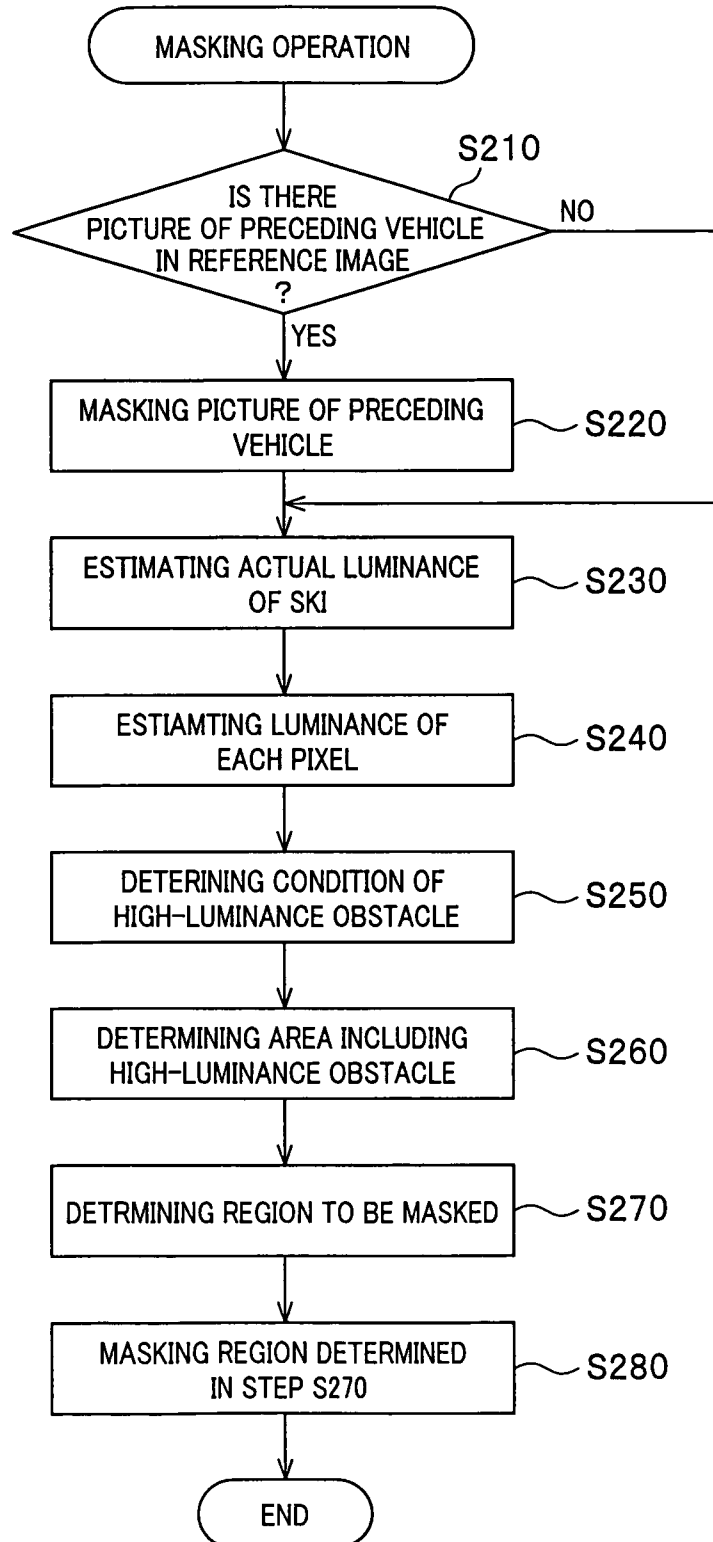 MASKING OPERATION
S210
IS THERE
PICTURE OF PRECEDING VEHICLE
IN REFERENCE IMAGE
?
NO
YES
MASKING PICTURE OF PRECEDING
VEHICLE
S220
ESTIMATING ACTUAL LUMINANCE
OF SKI
S230
ESTIAMTING LUMINANCE OF
EACH PIXEL
S240
DETERINING CONDITION OF
HIGH-LUMINANCE OBSTACLE
S250
DETERMINING AREA INCLUDING
HIGH-LUMINANCE OBSTACLE
S260
DETRMINING REGION TO BE MASKED
S270
MASKING REGION DETERMINED
IN STEP S270
S280
END